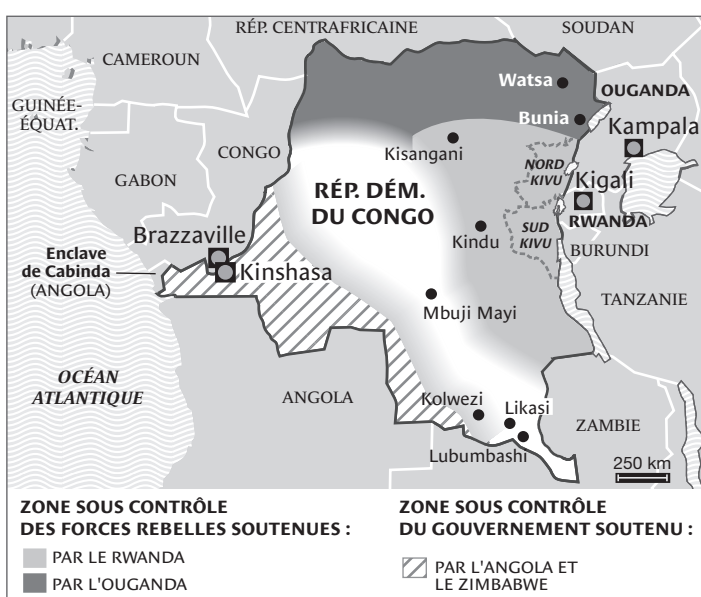 RÉP. CENTRAFRICAINE
SOUDAN
CAMEROUN
Watsa
OUGANDA
GUINÉE-
ÉQUAT.
Bunia
Kampala
CONGO
Kisangani
NORD
KIVU
Kigali
GABON
RÉP. DÉM.
DU CONGO
RWANDA
Brazzaville
Kindu
SUD
KIVU
BURUNDI
Enclave
de Cabinda
(ANGOLA)
Kinshasa
TANZANIE
Mbuji Mayi
OCÉAN
ATLANTIQUE
ANGOLA
Kolwezi
Likasi
ZAMBIE
Lubumbashi
250 km
ZONE SOUS CONTRÔLE
DES FORCES REBELLES SOUTENUES :
PAR LE RWANDA
PAR L'OUGANDA
ZONE SOUS CONTRÔLE
DU GOUVERNEMENT SOUTENU :
PAR L'ANGOLA ET
LE ZIMBABWE